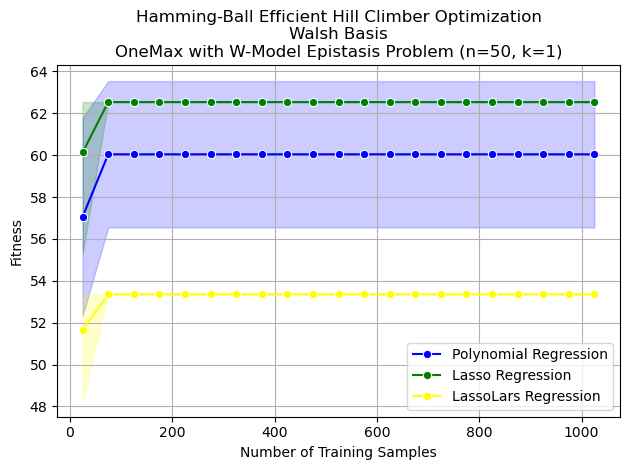 Hamming-Ball Efficient Hill Climber Optimization
Walsh Basis
OneMax with W-Model Epistasis Problem (n=50, k=1)
64
62
60
58
56
54
52
50
48
Fitness
0 200 400 600 800 1000
Number of Training Samples
Polynomial Regression
Lasso Regression
LassoLars Regression